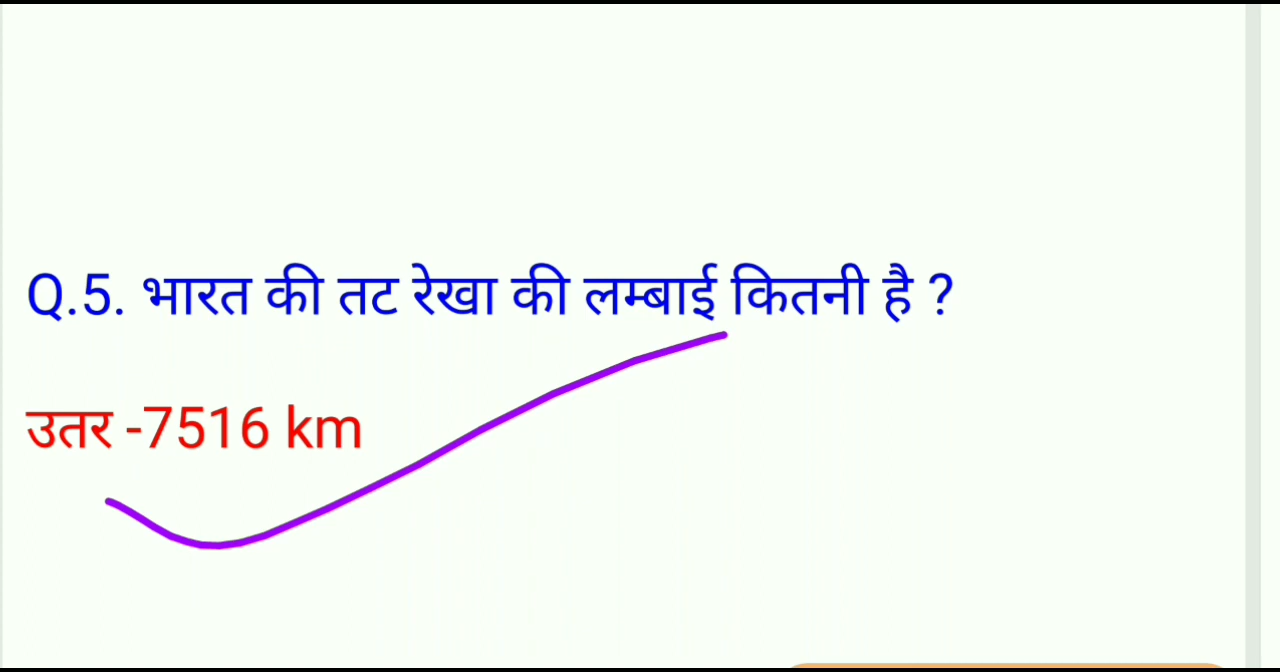 Q.5. भारत की तट रेखा की लम्बाई कितनी है ?
उतर -7516 km